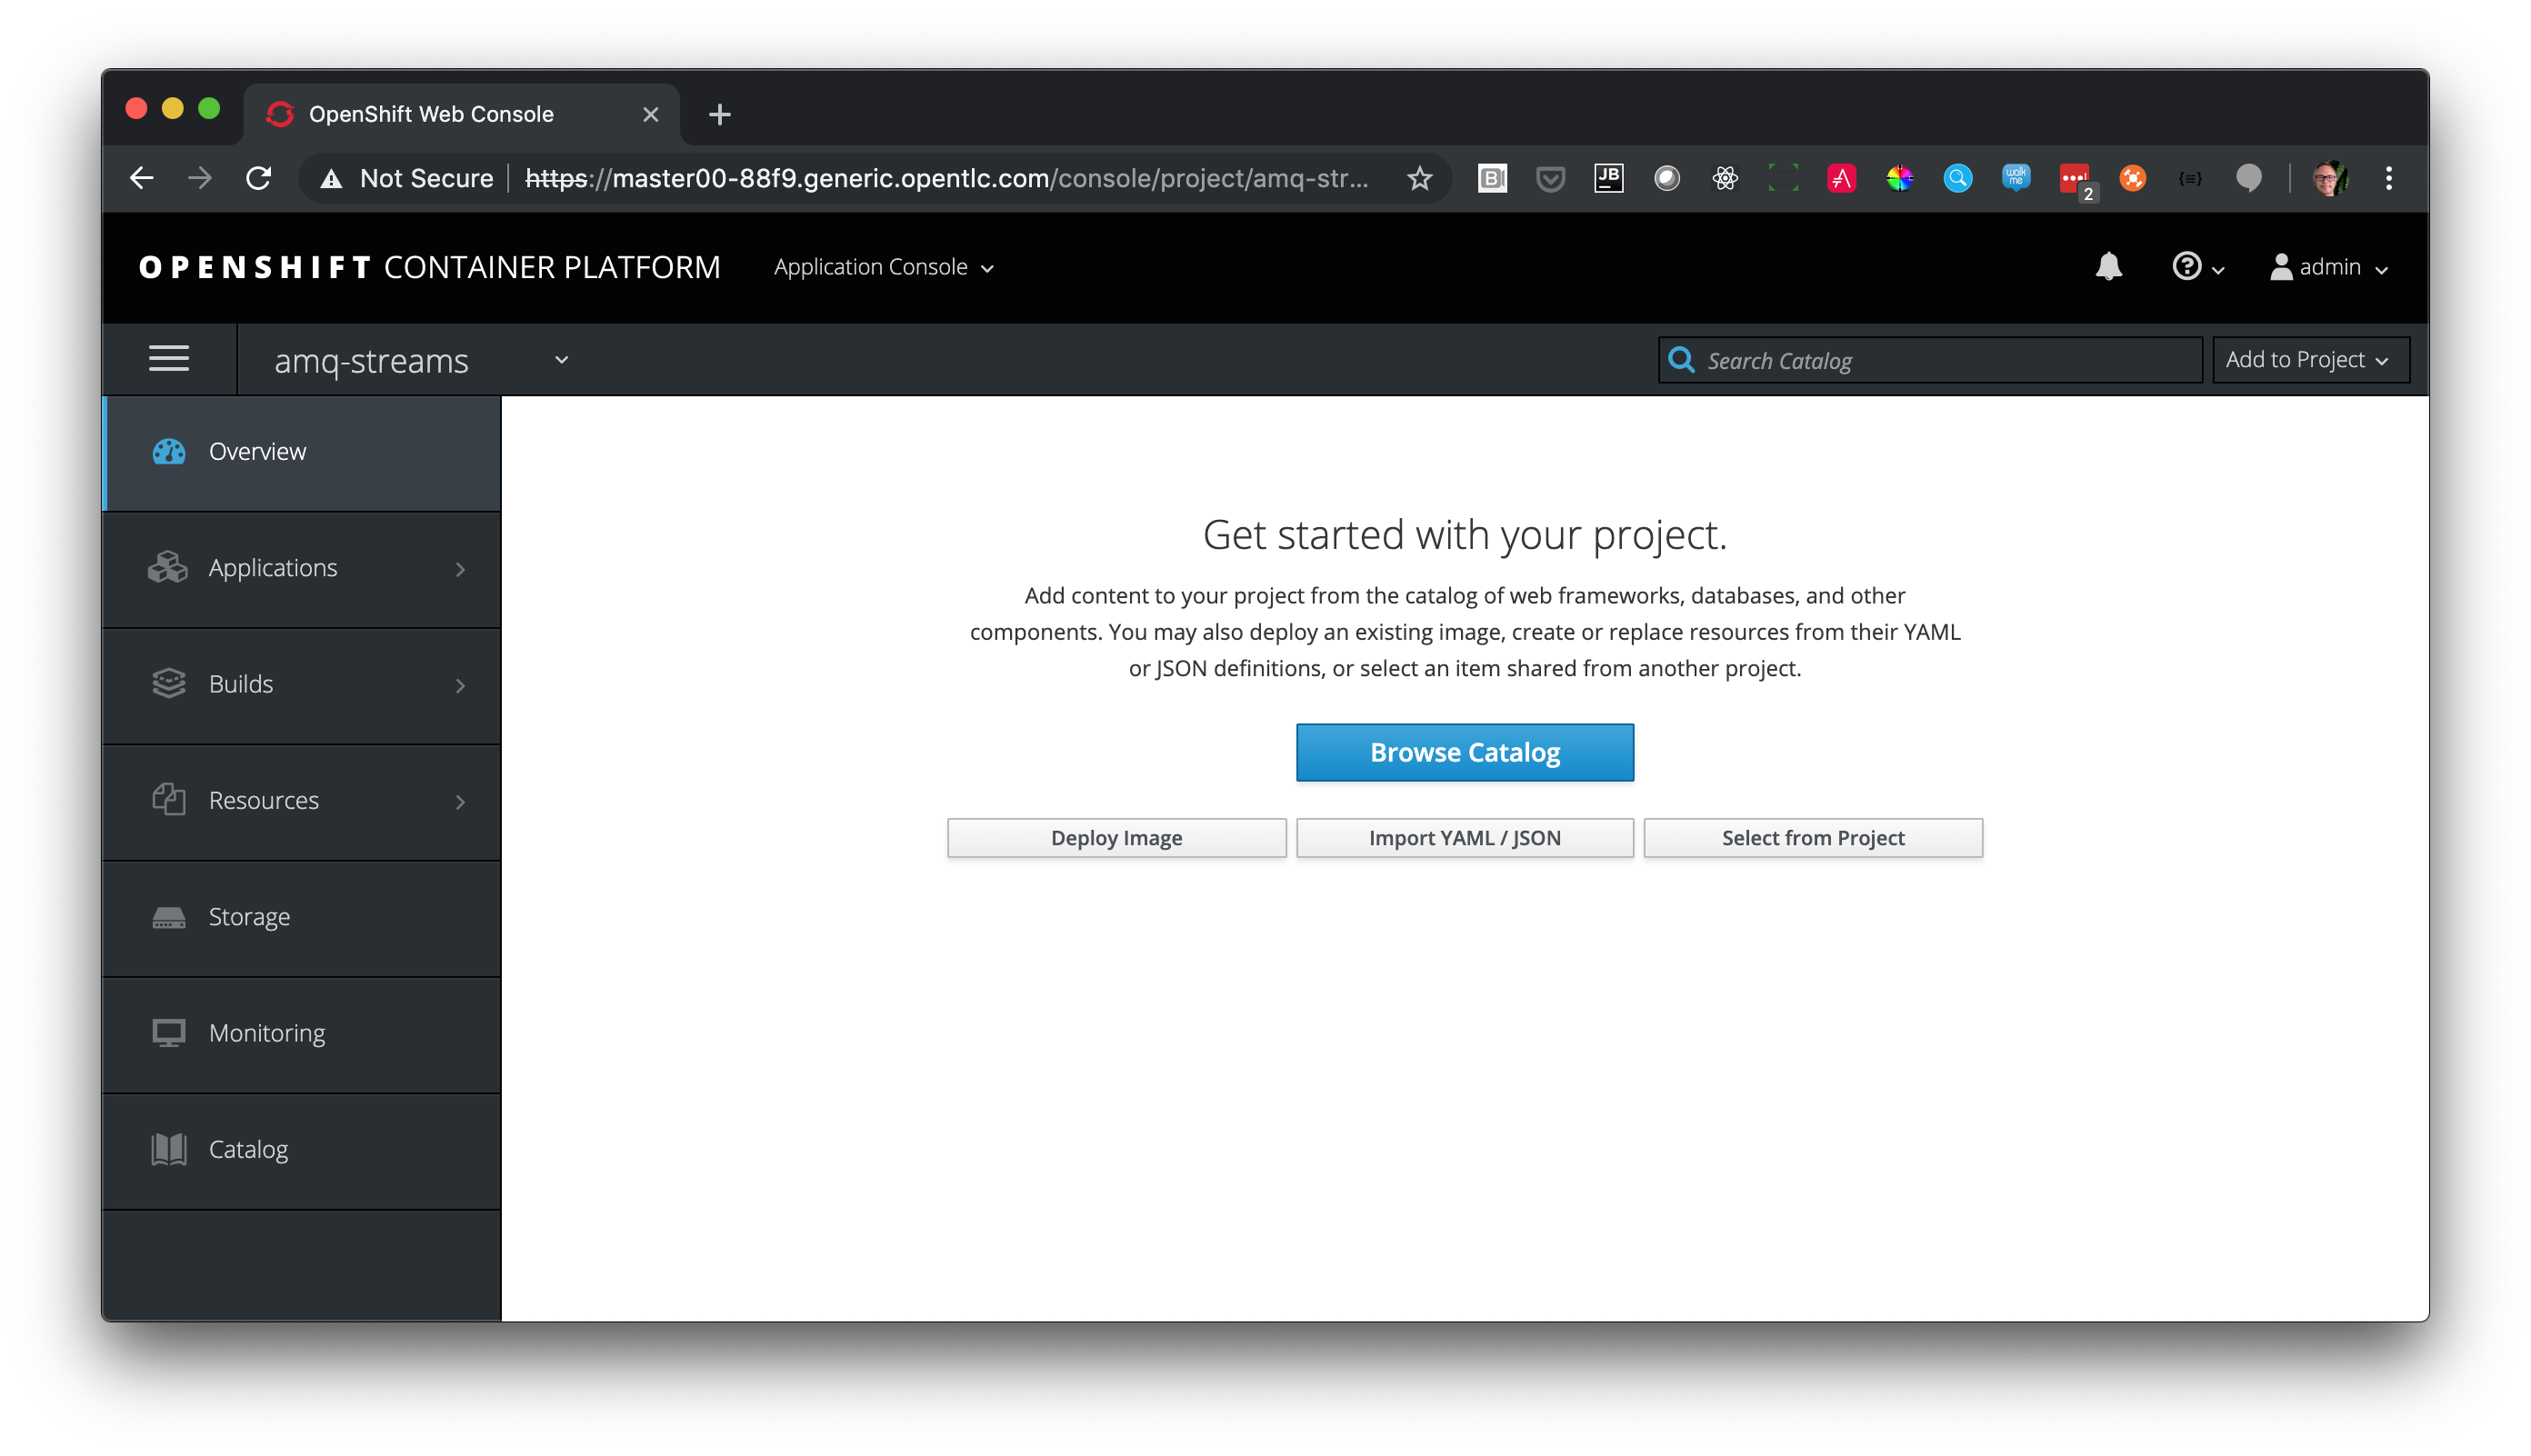 OpenShift Web Console
Not Secure https://master00-88f9.generic.opentlc.com/console/project/amq-str...
B
JB
walk me
2
{≡}
OPENSHIFT CONTAINER PLATFORM
Application Console
admin
amq-streams
Search Catalog
Add to Project
Overview
Applications
Builds
Resources
Storage
Monitoring
Catalog
Get started with your project.
Add content to your project from the catalog of web frameworks, databases, and other
components. You may also deploy an existing image, create or replace resources from their YAML
or JSON definitions, or select an item shared from another project.
Browse Catalog
Deploy Image
Import YAML / JSON
Select from Project